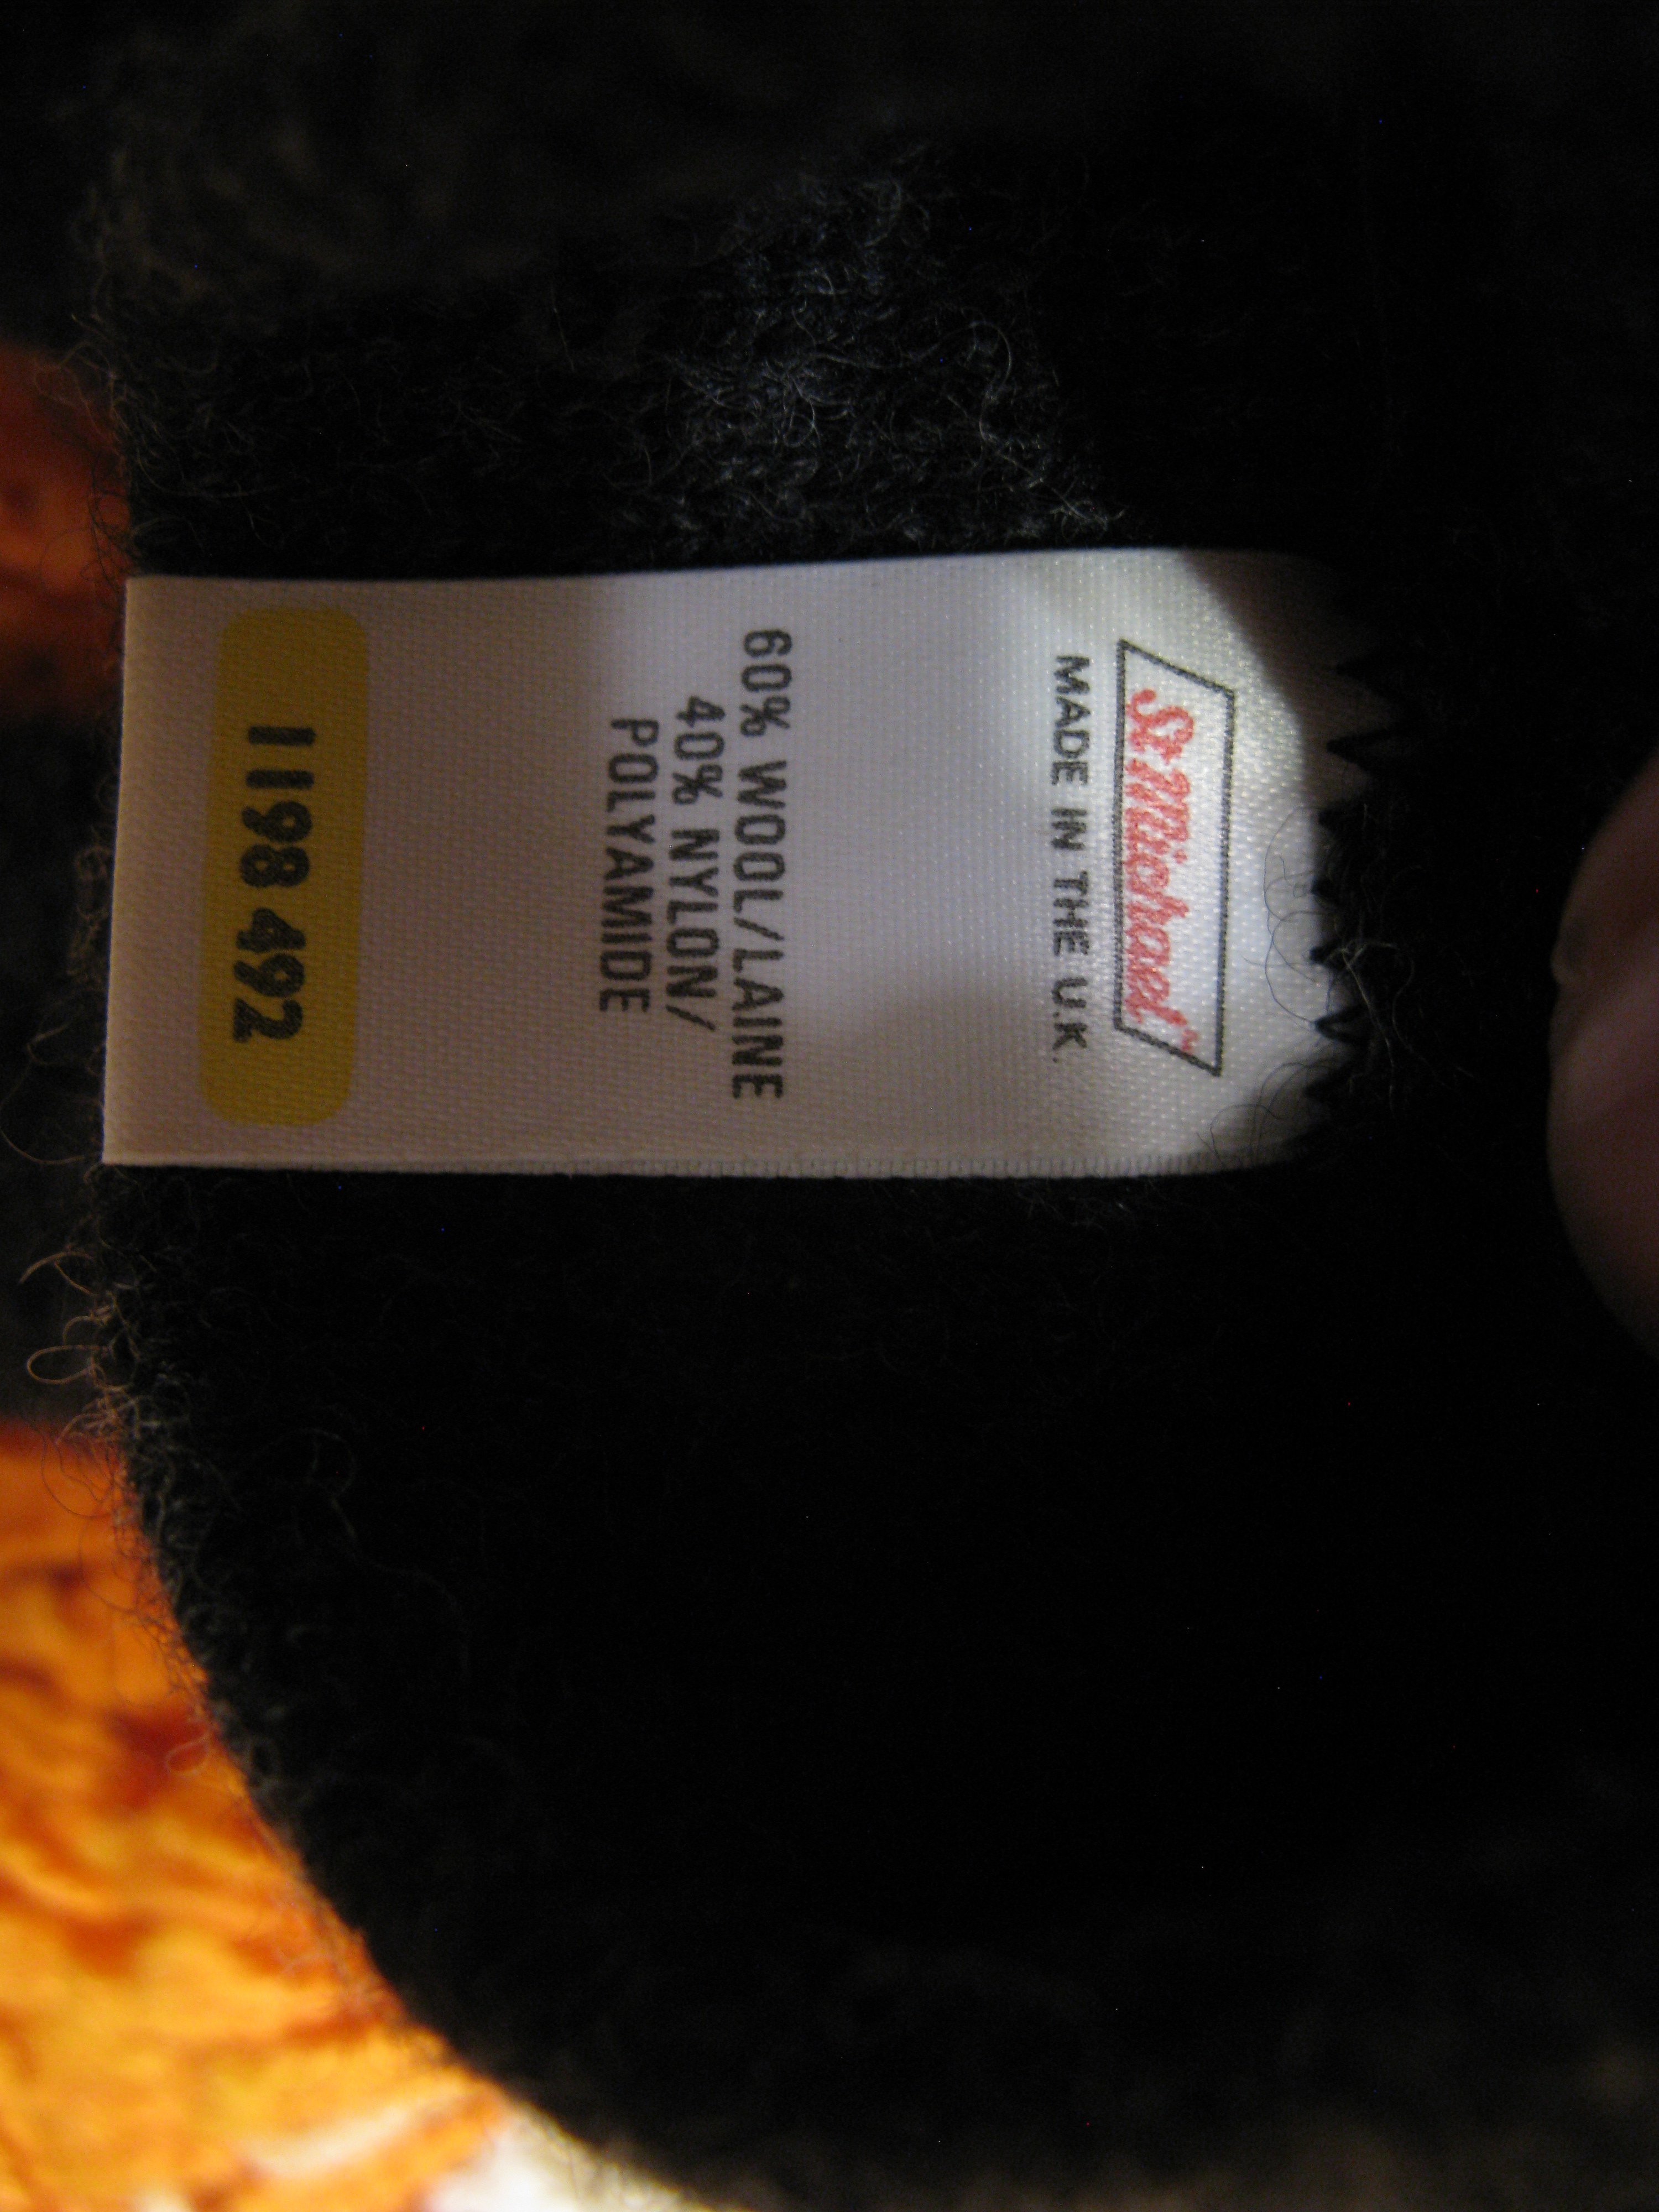 St Michael
MADE IN THE U.K.
60% WOOL/LAINE
40% NYLON/
POLYAMIDE
1198 492